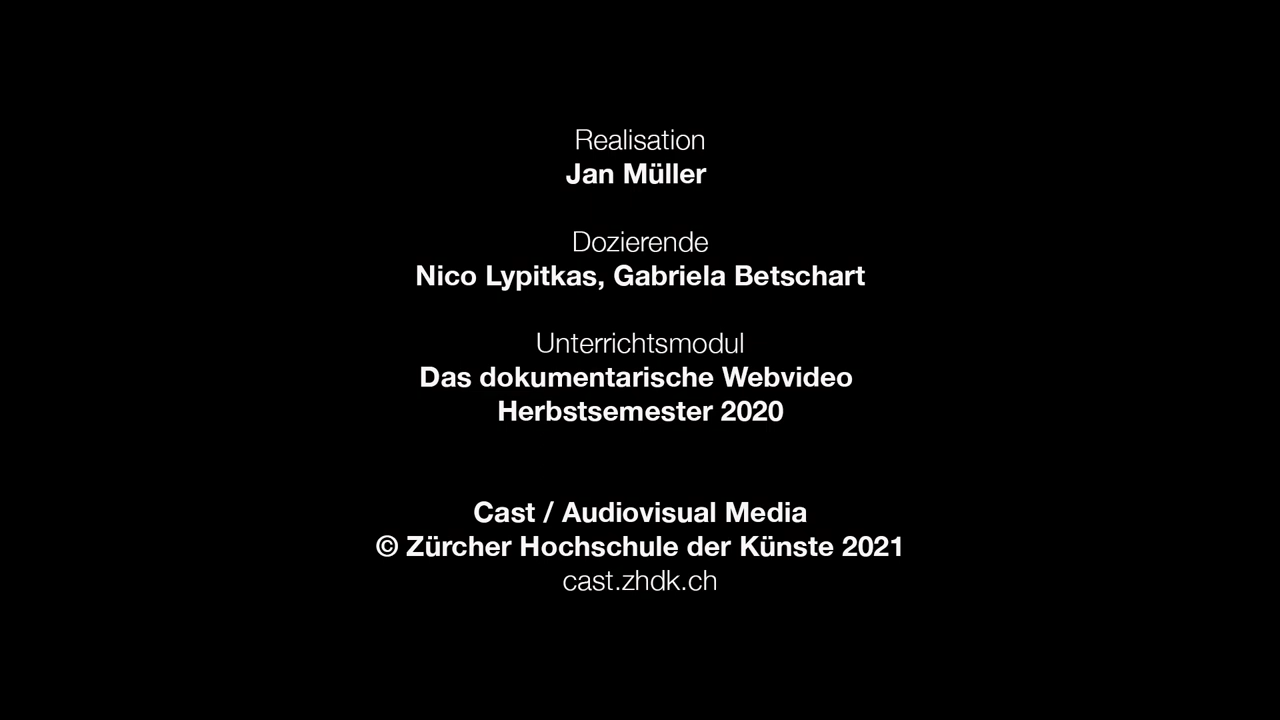 Realisation
Jan Müller
Dozierende
Nico Lypitkas, Gabriela Betschart
Unterrichtsmodul
Das dokumentarische Webvideo
Herbstsemester 2020
Cast / Audiovisual Media
© Zürcher Hochschule der Künste 2021
cast.zhdk.ch